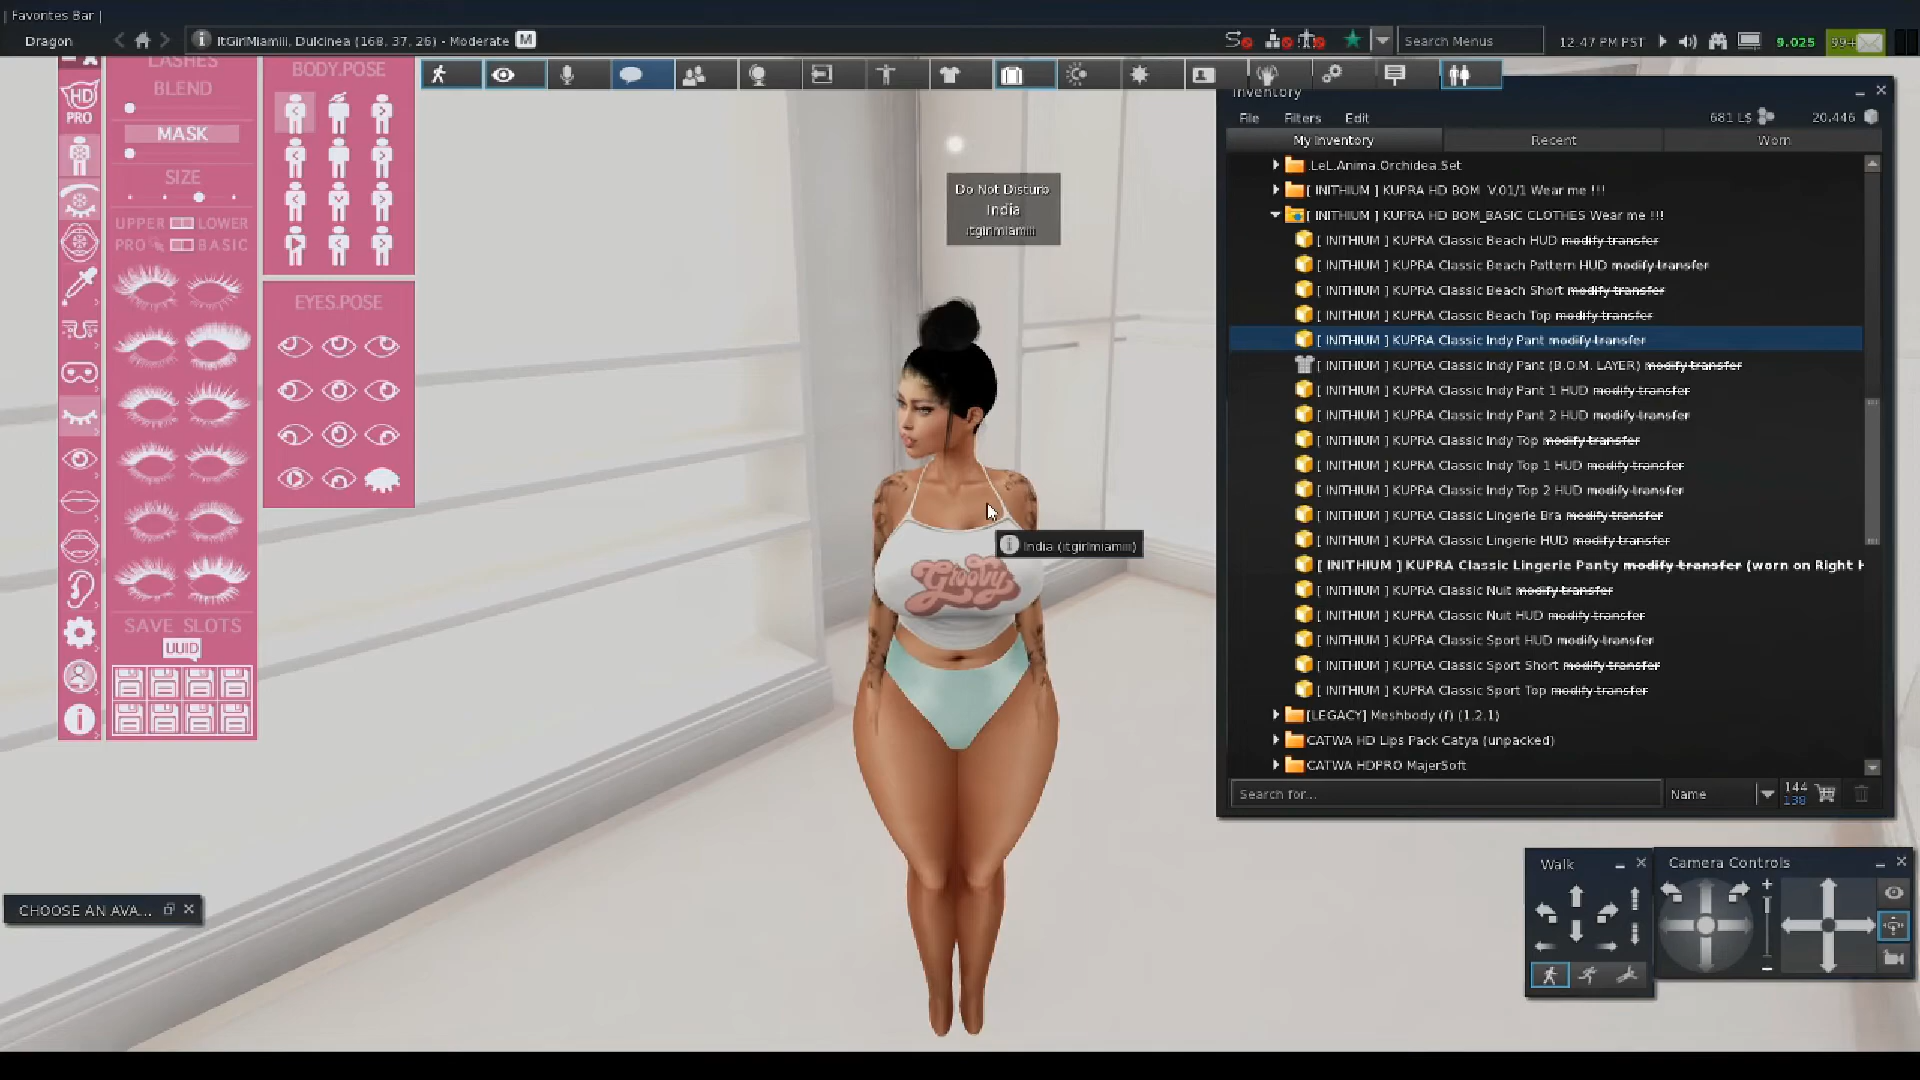 | Favorites Bar |
Dragon
ItGirlMiamiii, Dulcinea (168, 37, 26) - Moderate M
Search Menus
12.47 PM PST
9.025
99+
LASHES
BLEND
MASK
SIZE
UPPER LOWER
PRO BASIC
SAVE SLOTS
UUID
HD
PRO
BODY.POSE
EYES.POSE
Do Not Disturb
India
itgirlmiamiii
Groovy
India (itgirlmiamiii)
CHOOSE AN AVA...
Inventory
File Filters Edit
681 L$ 20.446
My Inventory Recent Worn
.LeL.Anima.Orchidea.Set
[ INITHIUM ] KUPRA HD BOM_V.01/1 Wear me !!!
[ INITHIUM ] KUPRA HD BOM_BASIC CLOTHES Wear me !!!
[ INITHIUM ] KUPRA Classic Beach HUD modify transfer
[ INITHIUM ] KUPRA Classic Beach Pattern HUD modify transfer
[ INITHIUM ] KUPRA Classic Beach Short modify transfer
[ INITHIUM ] KUPRA Classic Beach Top modify transfer
[ INITHIUM ] KUPRA Classic Indy Pant modify transfer
[ INITHIUM ] KUPRA Classic Indy Pant (B.O.M. LAYER) modify transfer
[ INITHIUM ] KUPRA Classic Indy Pant 1 HUD modify transfer
[ INITHIUM ] KUPRA Classic Indy Pant 2 HUD modify transfer
[ INITHIUM ] KUPRA Classic Indy Top modify transfer
[ INITHIUM ] KUPRA Classic Indy Top 1 HUD modify transfer
[ INITHIUM ] KUPRA Classic Indy Top 2 HUD modify transfer
[ INITHIUM ] KUPRA Classic Lingerie Bra modify transfer
[ INITHIUM ] KUPRA Classic Lingerie HUD modify transfer
[ INITHIUM ] KUPRA Classic Lingerie Panty modify transfer (worn on Right H
[ INITHIUM ] KUPRA Classic Nuit modify transfer
[ INITHIUM ] KUPRA Classic Nuit HUD modify transfer
[ INITHIUM ] KUPRA Classic Sport HUD modify transfer
[ INITHIUM ] KUPRA Classic Sport Short modify transfer
[ INITHIUM ] KUPRA Classic Sport Top modify transfer
[LEGACY] Meshbody (f) (1.2.1)
CATWA HD Lips Pack Catya (unpacked)
CATWA HDPRO MajerSoft
Search for...
Name
144
138
Walk
Camera Controls